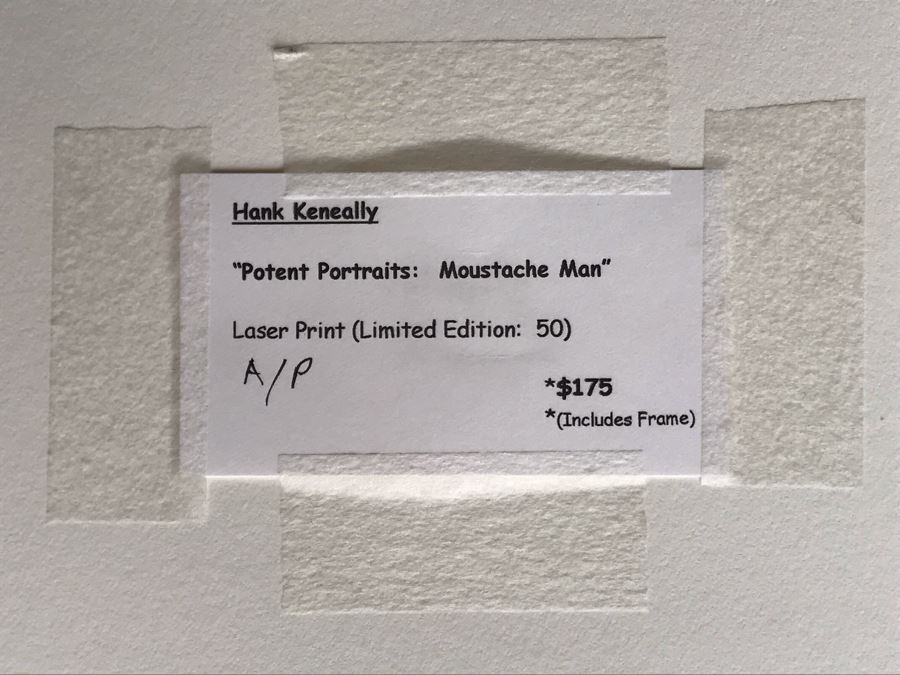 Hank Keneally
“Potent Portraits: Moustache Man”
Laser Print (Limited Edition: 50)
A/P
*$175
*(Includes Frame)